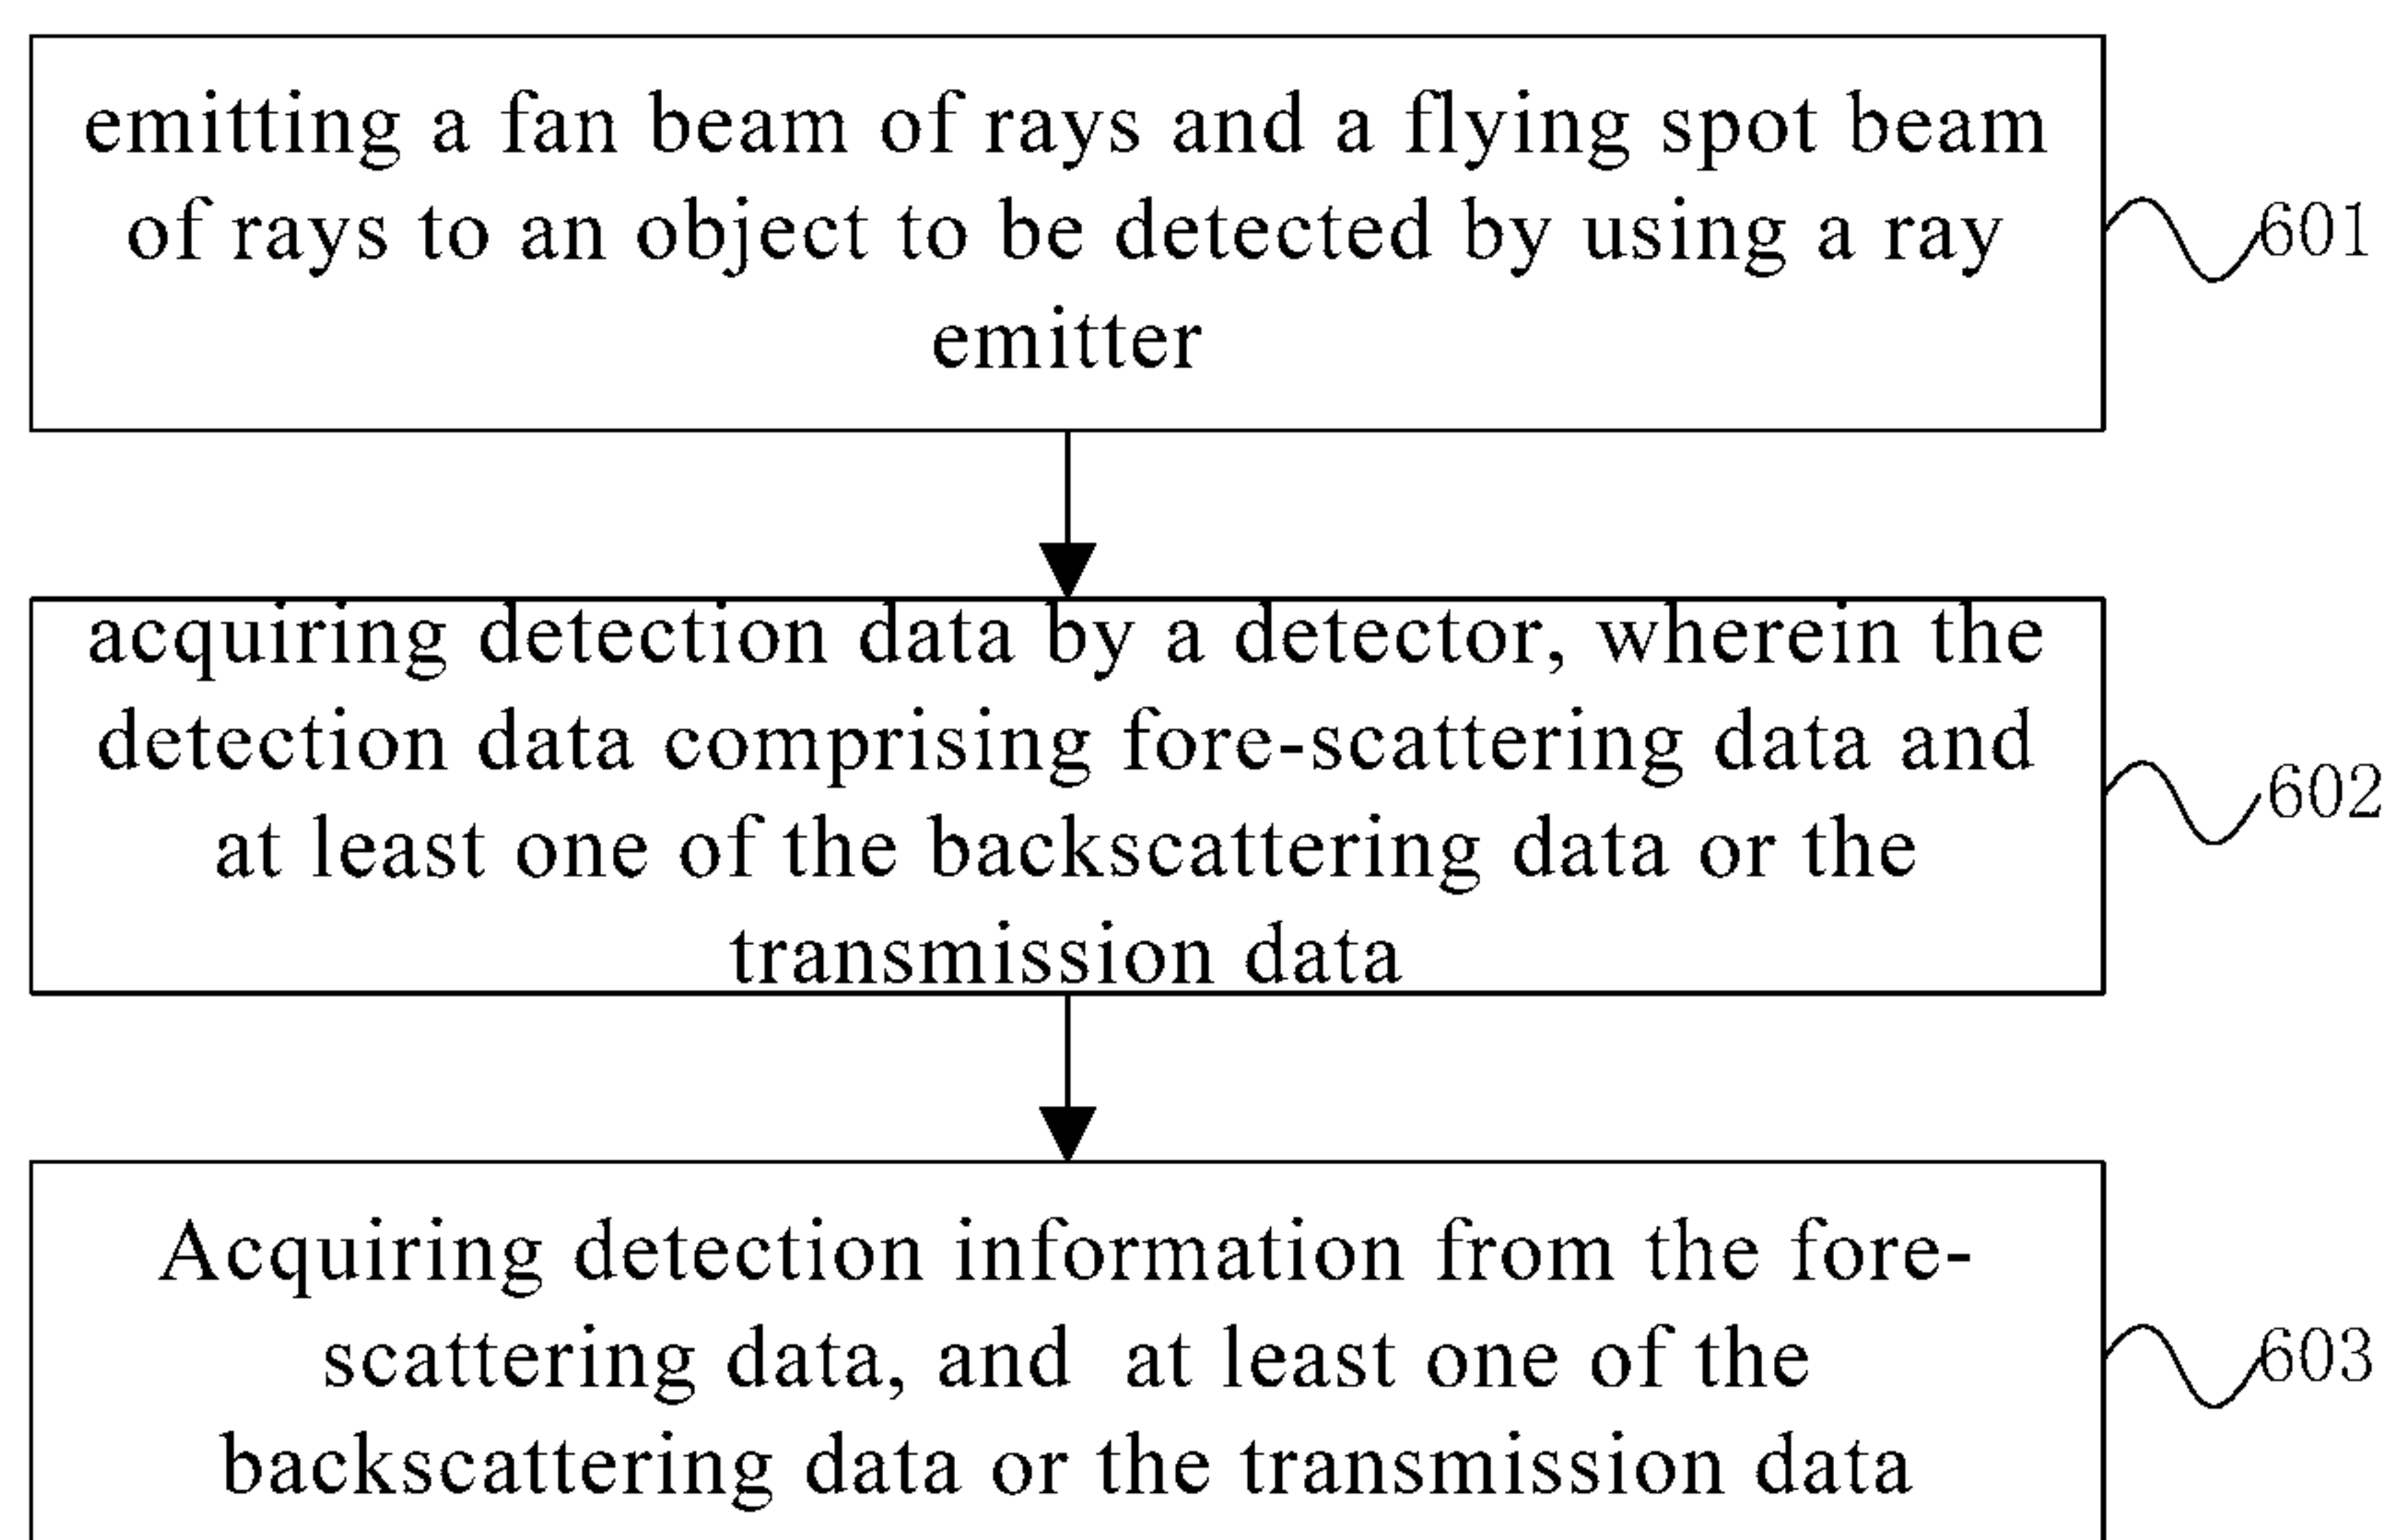 emitting a fan beam of rays and a flying spot beam
of rays to an object to be detected by using a ray
emitter
601
acquiring detection data by a detector, wherein the
detection data comprising fore-scattering data and
at least one of the backscattering data or the
transmission data
602
Acquiring detection information from the fore-
scattering data, and at least one of the
backscattering data or the transmission data
603